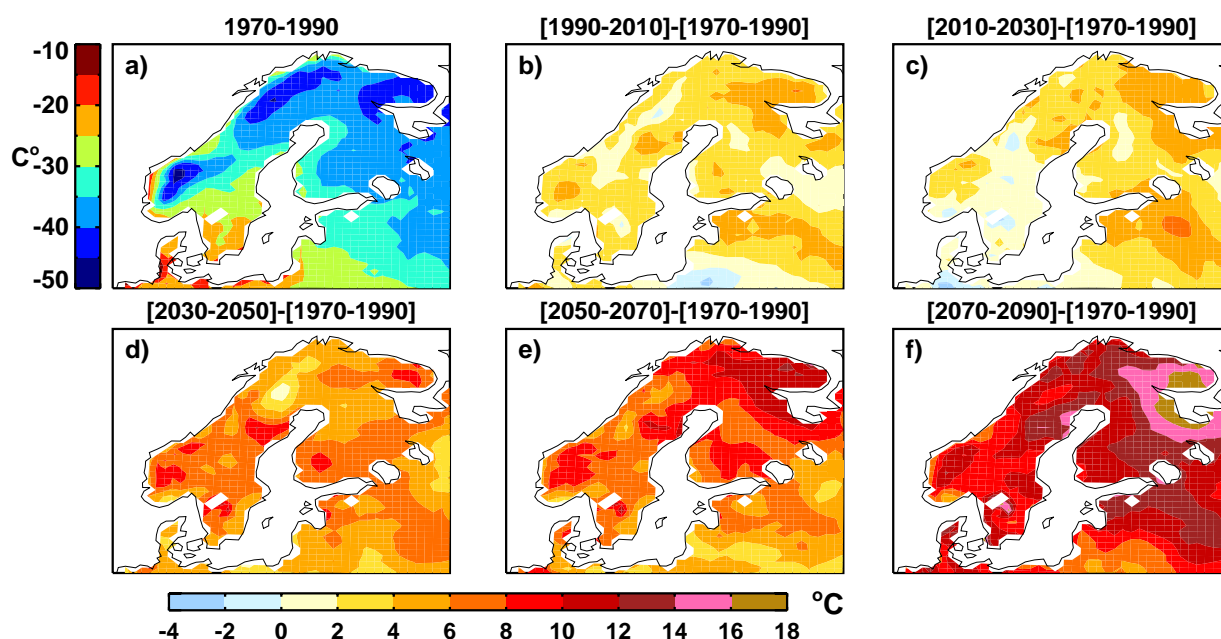 1970-1990
[1990-2010]-[1970-1990]
[2010-2030]-[1970-1990]
a)
b)
c)
-10
-20
C°
-30
-40
-50
[2030-2050]-[1970-1990]
[2050-2070]-[1970-1990]
[2070-2090]-[1970-1990]
d)
e)
f)
°C
-4 -2 0 2 4 6 8 10 12 14 16 18